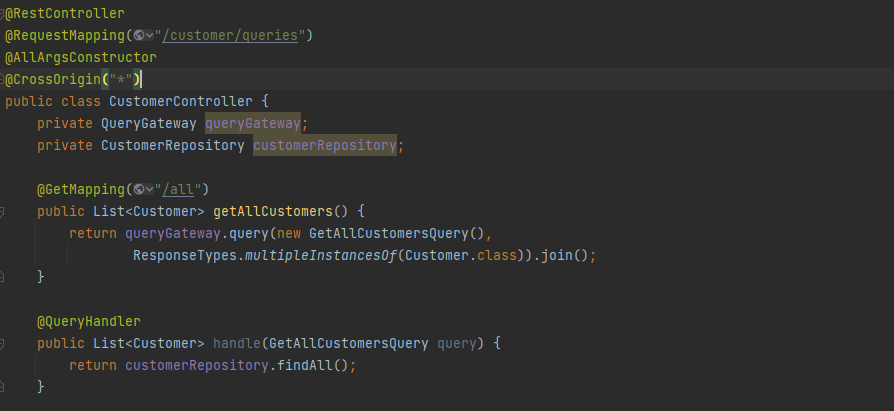 @RestController
@RequestMapping("/customer/queries")
@AllArgsConstructor
@CrossOrigin("*")
public class CustomerController {
    private QueryGateway queryGateway;
    private CustomerRepository customerRepository;

    @GetMapping("/all")
    public List<Customer> getAllCustomers() {
        return queryGateway.query(new GetAllCustomersQuery(),
                ResponseTypes.multipleInstancesOf(Customer.class)).join();
    }

    @QueryHandler
    public List<Customer> handle(GetAllCustomersQuery query) {
        return customerRepository.findAll();
    }